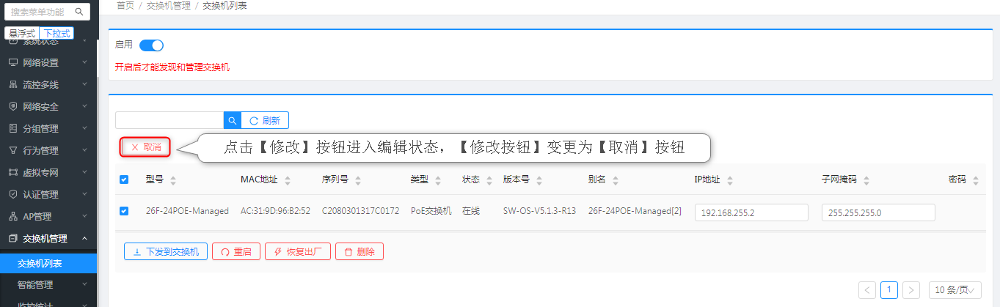 搜索菜单功能
首页 / 交换机管理 / 交换机列表
悬浮式 下拉式
系统状态
网络设置
流控多线
网络安全
分组管理
行为管理
虚拟专网
认证管理
AP管理
交换机管理
交换机列表
智能管理
监控统计
启用
开启后才能发现和管理交换机
刷新
取消
点击【修改】按钮进入编辑状态，【修改按钮】变更为【取消】按钮
型号 MAC地址 序列号 类型 状态 版本号 别名 IP地址 子网掩码 密码
26F-24POE-Managed AC:31:9D:96:B2:52 C2080301317C0172 PoE交换机 在线 SW-OS-V5.1.3-R13 26F-24POE-Managed[2] 192.168.255.2 255.255.255.0
下发到交换机 重启 恢复出厂 删除
1 10 条/页